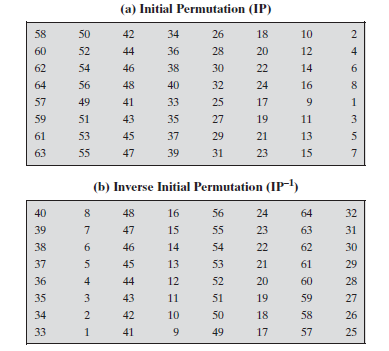 (a) Initial Permutation (IP)
58 50 42 34 26 18 10 2
60 52 44 36 28 20 12 4
62 54 46 38 30 22 14 6
64 56 48 40 32 24 16 8
57 49 41 33 25 17 9 1
59 51 43 35 27 19 11 3
61 53 45 37 29 21 13 5
63 55 47 39 31 23 15 7
(b) Inverse Initial Permutation (IP⁻¹)
40 8 48 16 56 24 64 32
39 7 47 15 55 23 63 31
38 6 46 14 54 22 62 30
37 5 45 13 53 21 61 29
36 4 44 12 52 20 60 28
35 3 43 11 51 19 59 27
34 2 42 10 50 18 58 26
33 1 41 9 49 17 57 25